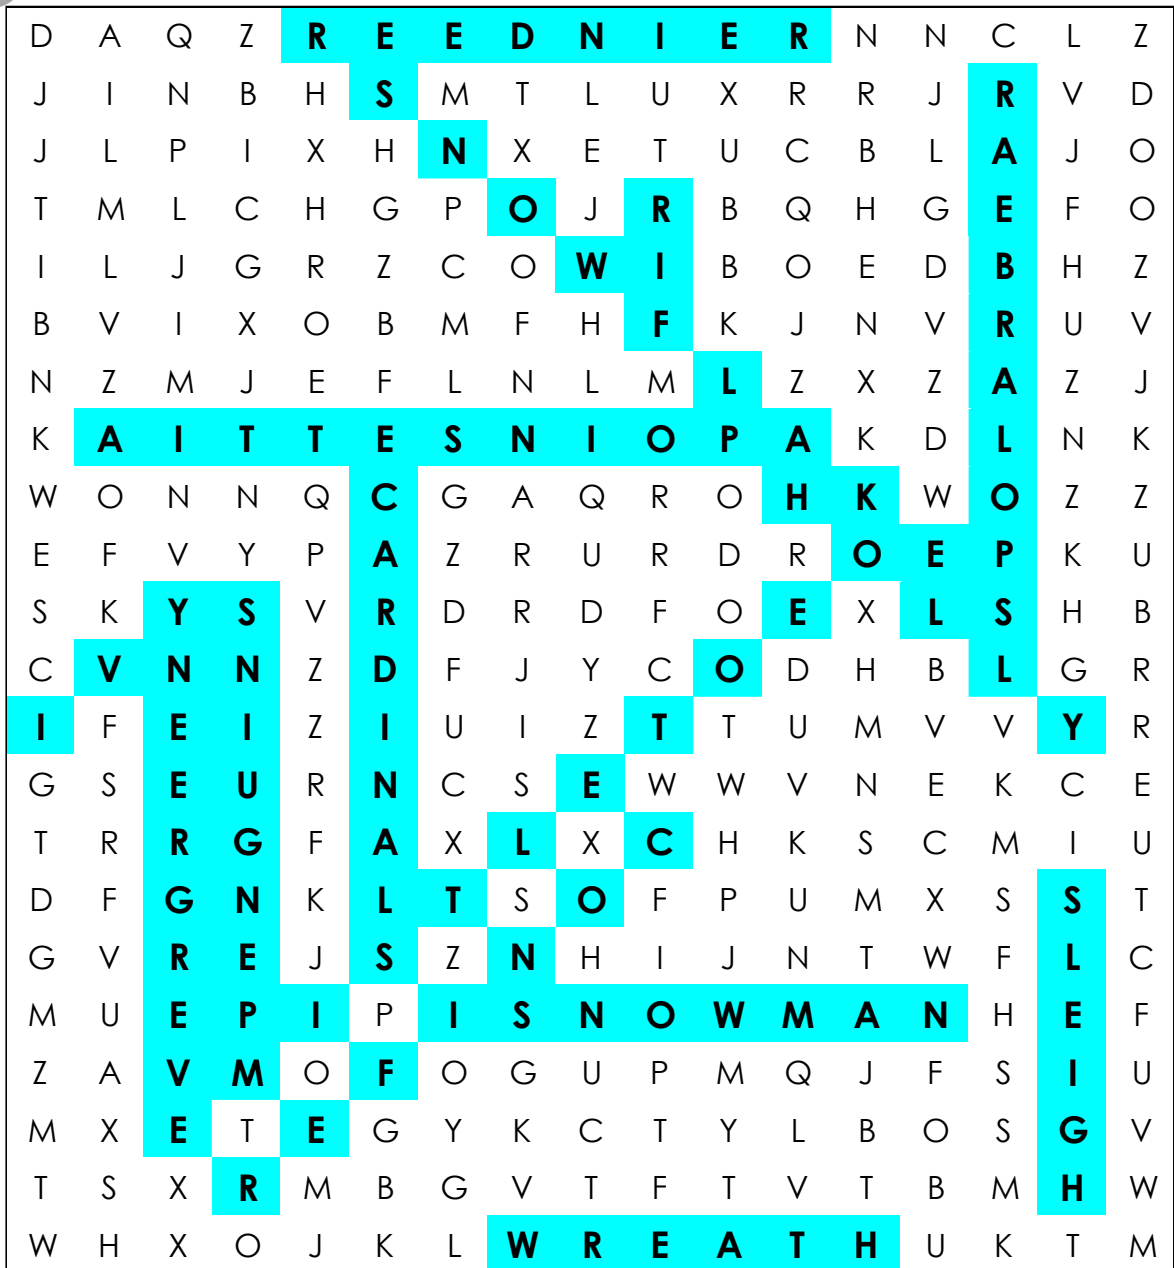 D A Q Z R E E D N I E R N N C L Z
J I N B H S M T L U X R R J R V D
J L P I X H N X E T U C B L A J O
T M L C H G P O J R B Q H G E F O
I L J G R Z C O W I B O E D B H Z
B V I X O B M F H F K J N V R U V
N Z M J E F L N L M L Z X Z A Z J
K A I T T E S N I O P A K D L N K
W O N N Q C G A Q R O H K W O Z Z
E F V Y P A Z R U R D R O E P K U
S K Y S V R D R D F O E X L S H B
C V N N Z D F J Y C O D H B L G R
I F E I Z I U I Z T T U M V V Y R
G S E U R N C S E W W V N E K C E
T R R G F A X L X C H K S C M I U
D F G N K L T S O F P U M X S S T
G V R E J S Z N H I J N T W F L C
M U E P I P I S N O W M A N H E F
Z A V M O F O G U P M Q J F S I U
M X E T E G Y K C T Y L B O S G V
T S X R M B G V T F T V T B M H W
W H X O J K L W R E A T H U K T M